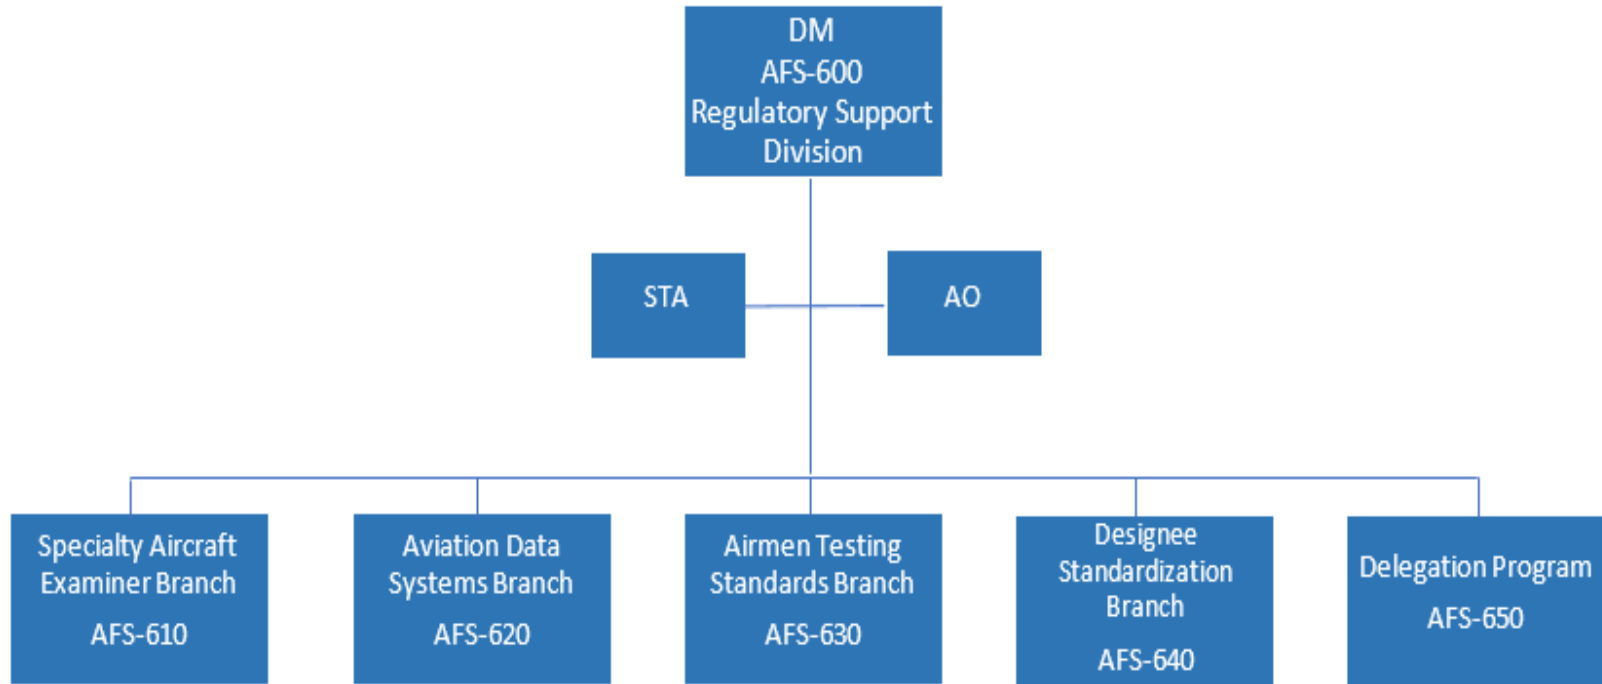 DM
AFS-600
Regulatory Support
Division
STA
AO
Specialty Aircraft
Examiner Branch
AFS-610
Aviation Data
Systems Branch
AFS-620
Airmen Testing
Standards Branch
AFS-630
Designee
Standardization
Branch
AFS-640
Delegation Program
AFS-650